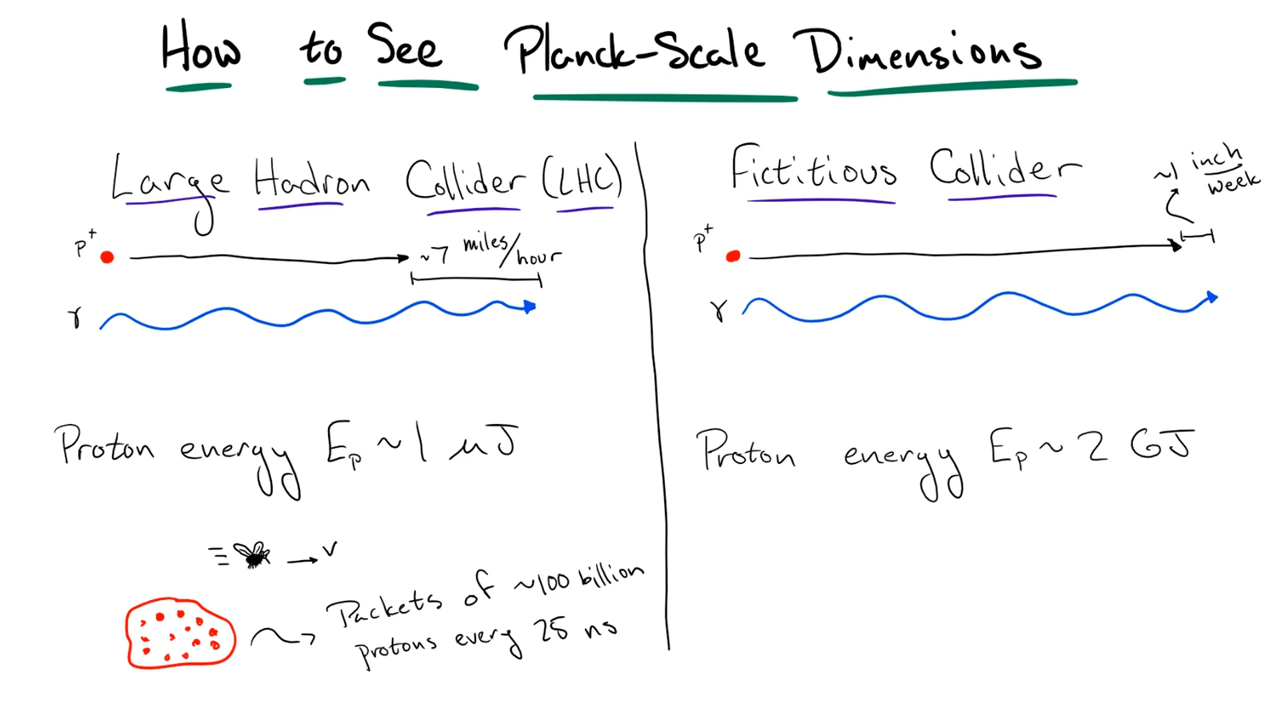 How to See Planck-Scale Dimensions
Large Hadron Collider (LHC)
p+
~7 miles/hour
γ
Proton energy Ep ~ 1 μJ
v
Packets of ~100 billion
protons every 25 ns
Fictitious Collider
~1 inch/week
p+
γ
Proton energy Ep ~ 2 GJ